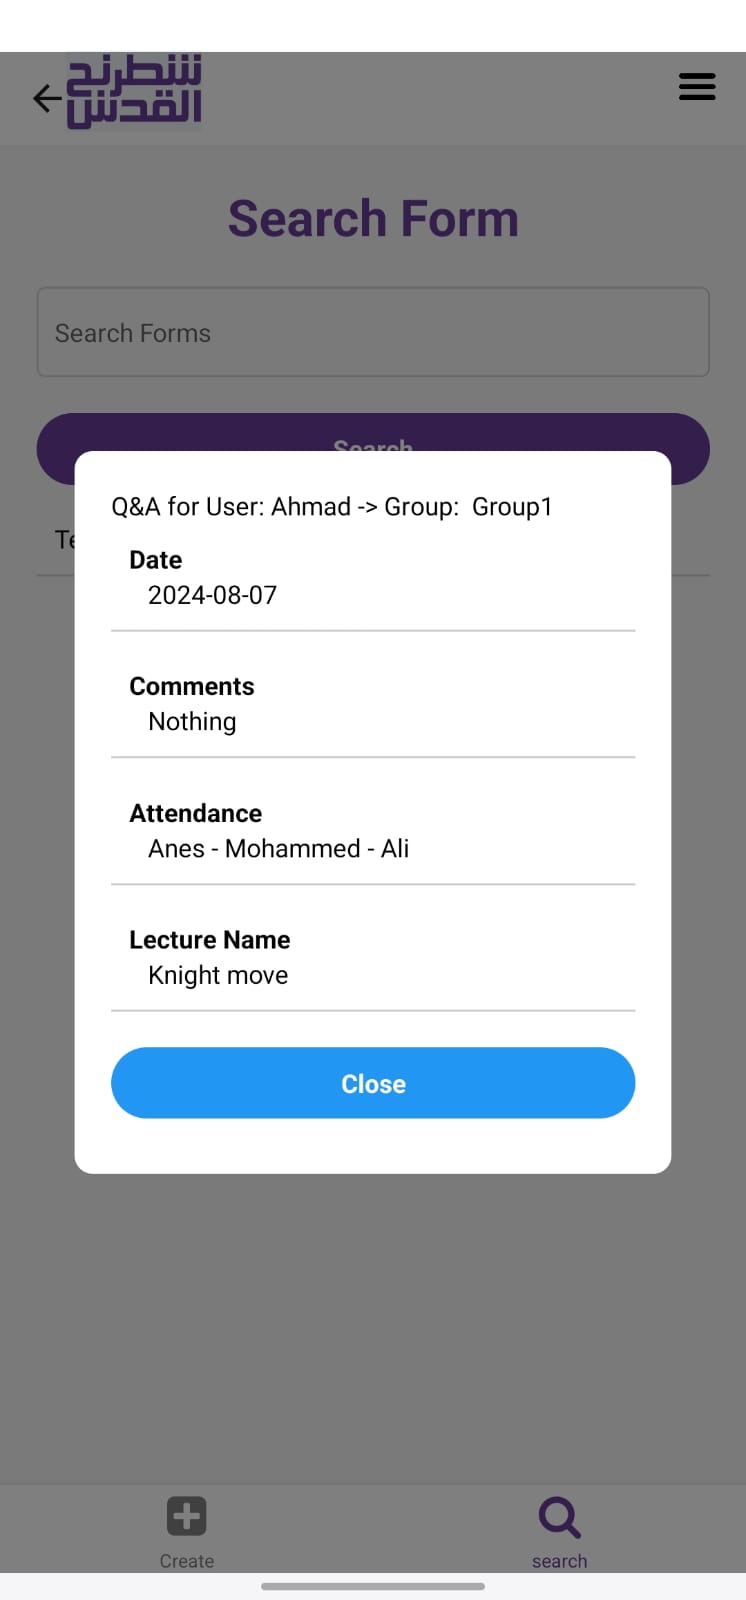 شطرنج
القدس
Search Form
Search Forms
Search
Q&A for User: Ahmad -> Group:  Group1
Date
2024-08-07
Comments
Nothing
Attendance
Anes - Mohammed - Ali
Lecture Name
Knight move
Close
Create
search